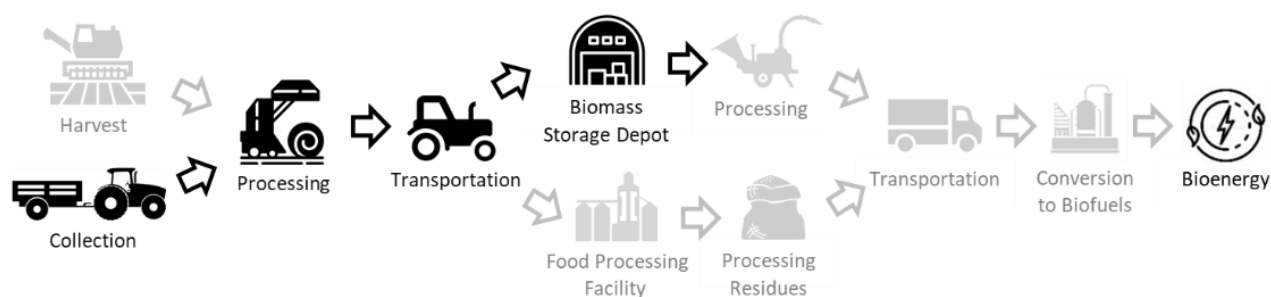 Harvest
Collection
Processing
Transportation
Biomass
Storage Depot
Processing
Food Processing
Facility
Processing
Residues
Transportation
Conversion
to Biofuels
Bioenergy